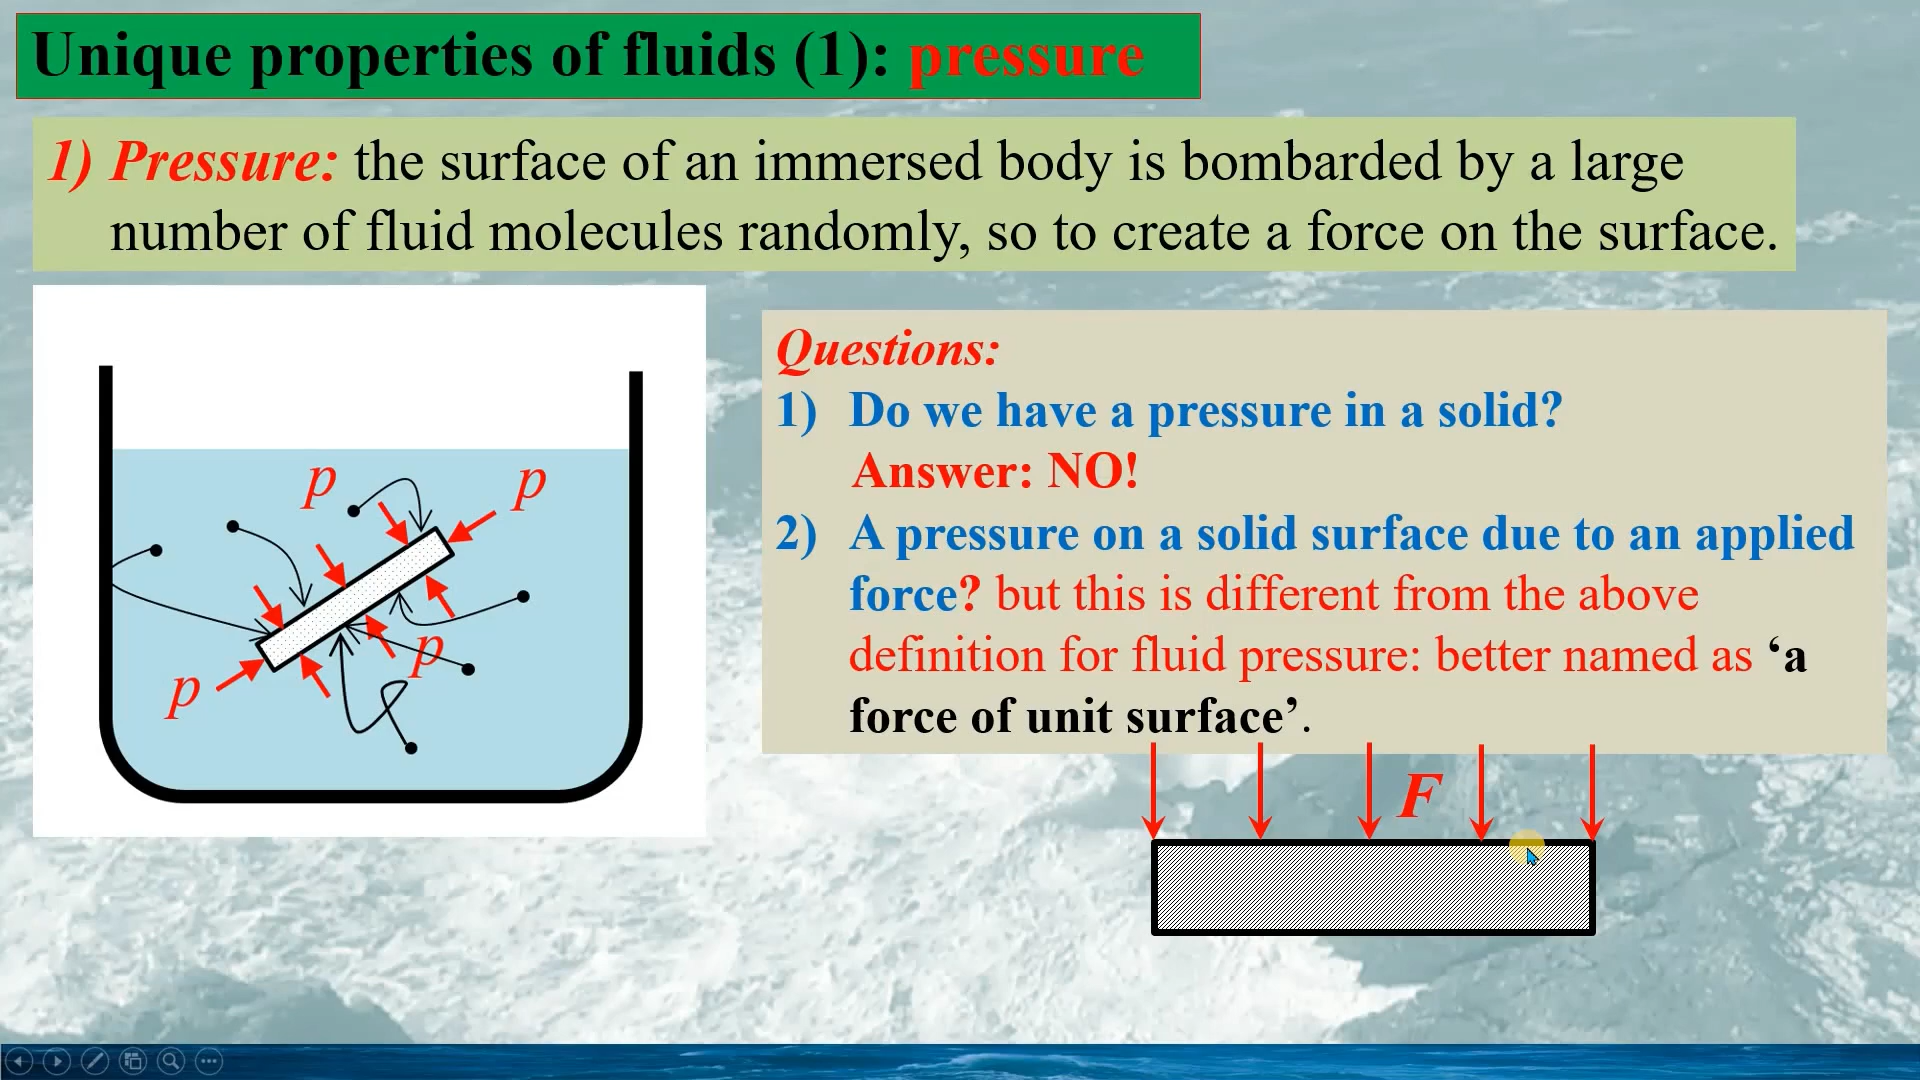 Unique properties of fluids (1): pressure
1) Pressure: the surface of an immersed body is bombarded by a large
number of fluid molecules randomly, so to create a force on the surface.
p
p
p
p
Questions:
1) Do we have a pressure in a solid?
Answer: NO!
2) A pressure on a solid surface due to an applied
force? but this is different from the above
definition for fluid pressure: better named as ‘a
force of unit surface’.
F